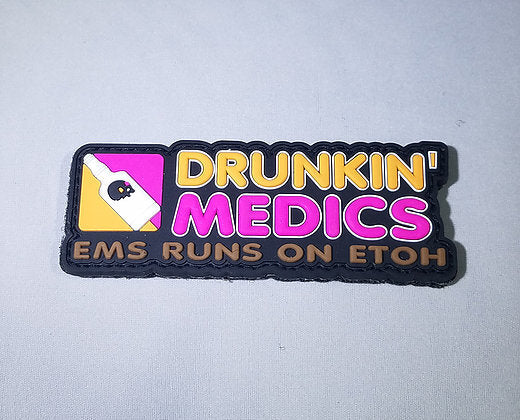 DRUNKIN'
MEDICS
EMS RUNS ON ETOH